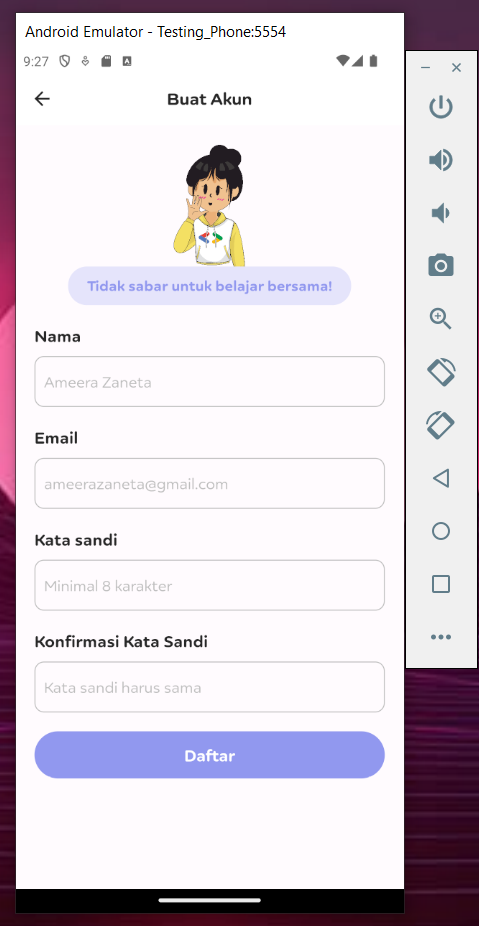 Android Emulator - Testing_Phone:5554
9:27
Buat Akun
Tidak sabar untuk belajar bersama!
Nama
Ameera Zaneta
Email
ameerazaneta@gmail.com
Kata sandi
Minimal 8 karakter
Konfirmasi Kata Sandi
Kata sandi harus sama
Daftar